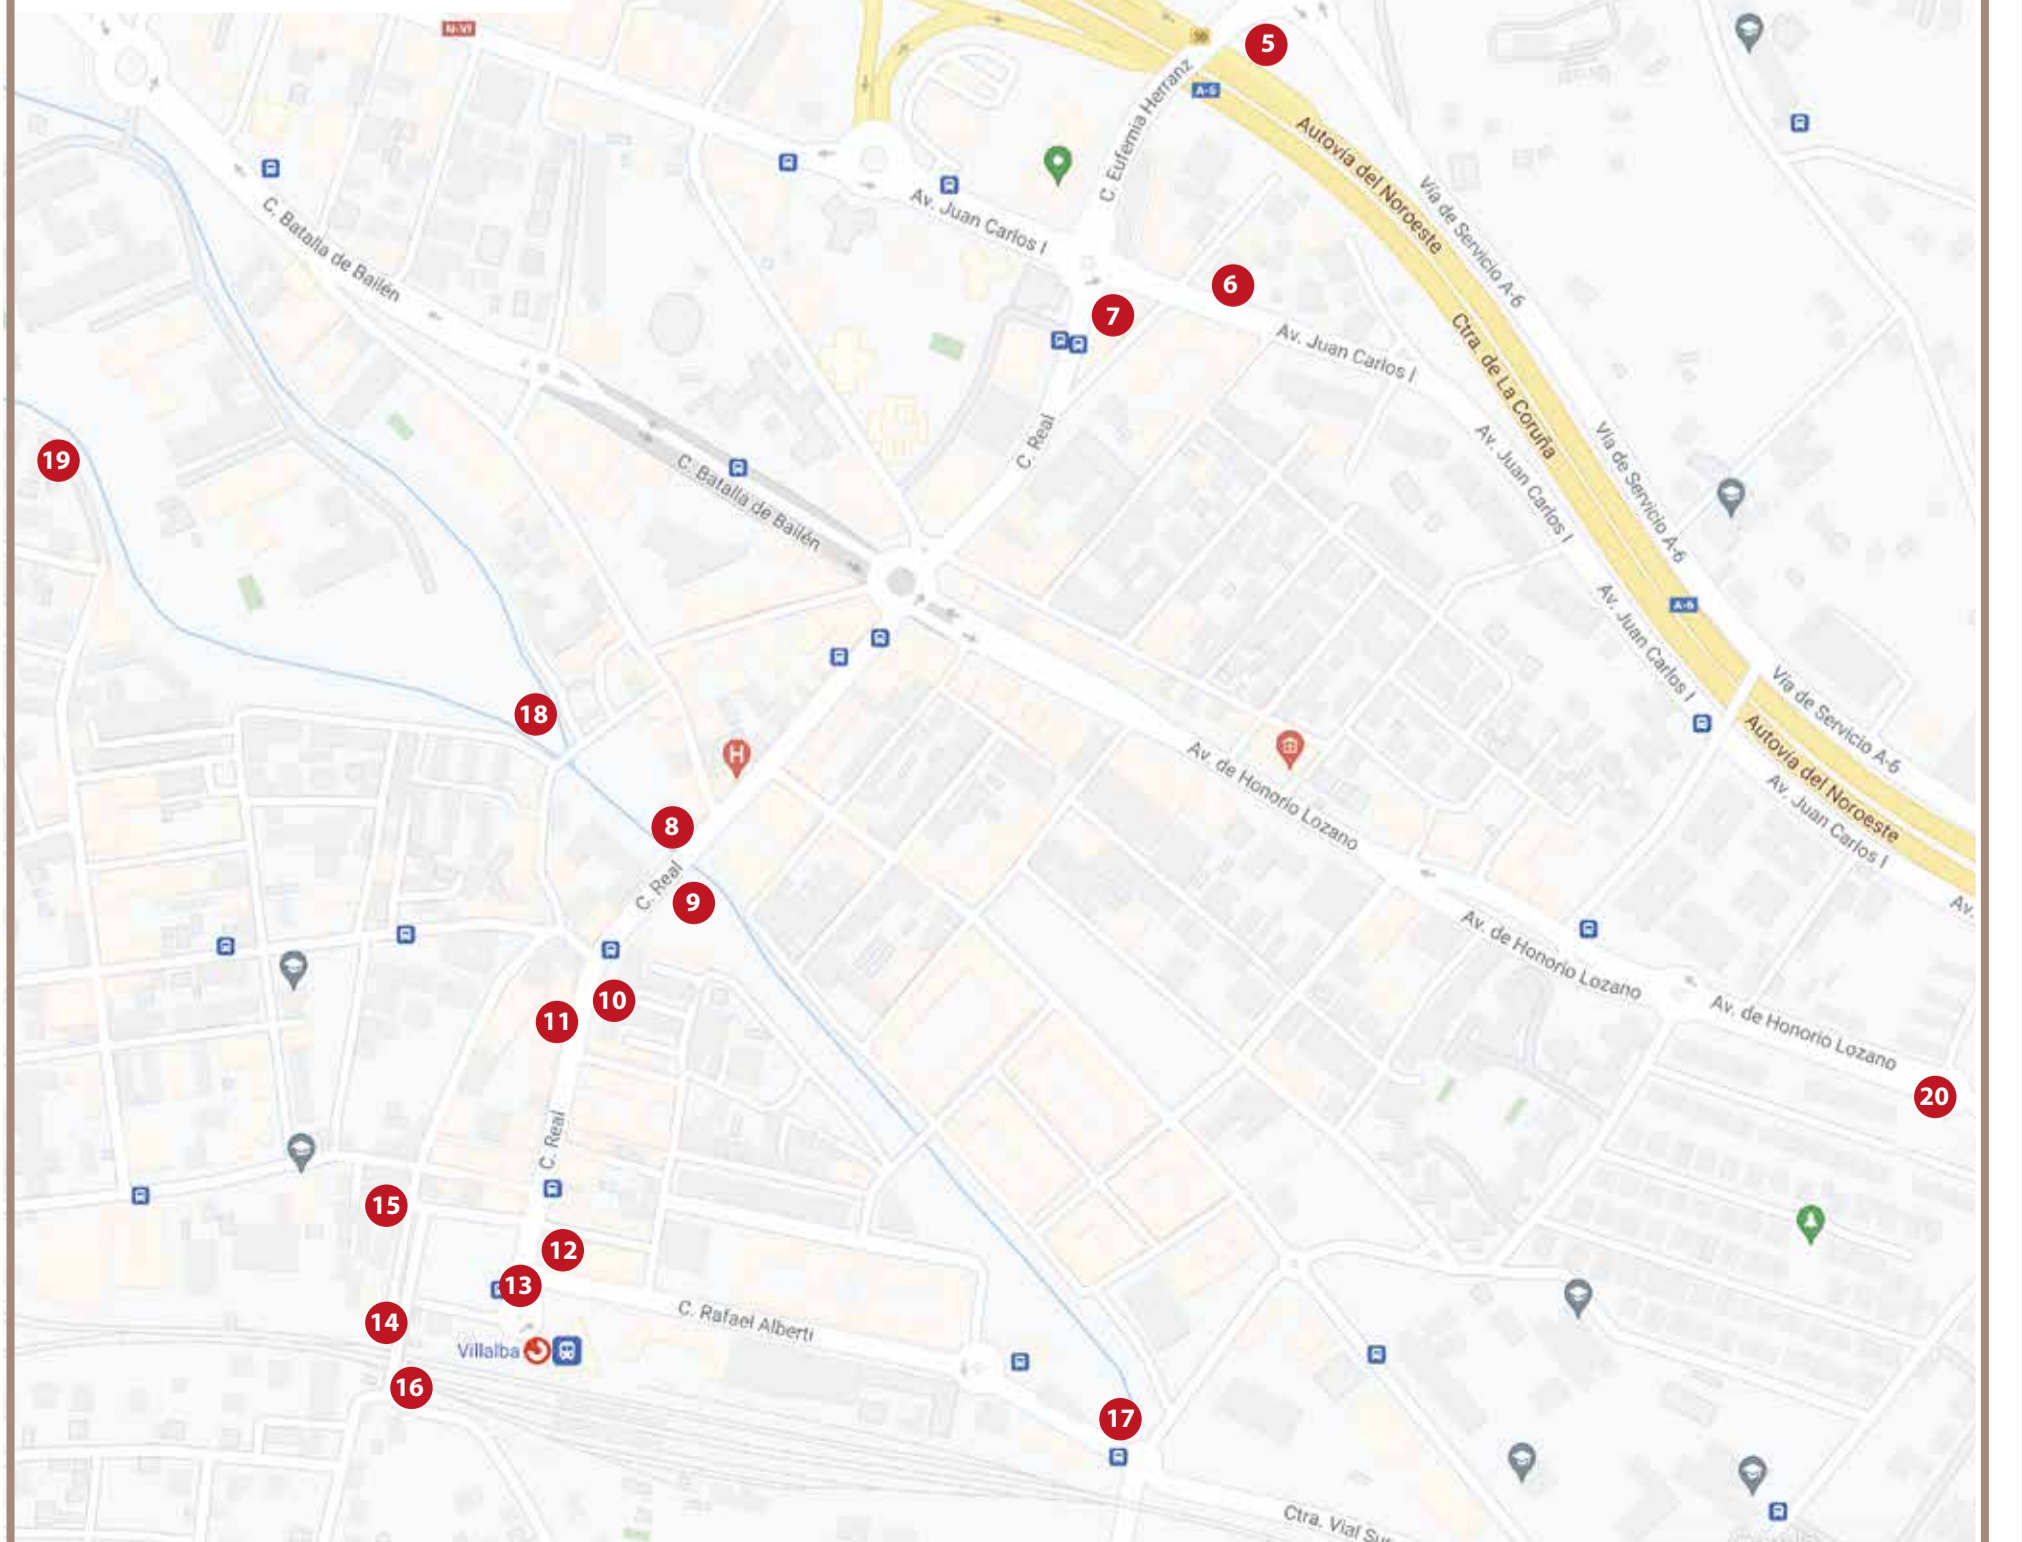 N-VI
5
A-6
C. Eufemia Herranz
Autovía del Noroeste
Vía de Servicio A-6
Av. Juan Carlos I
C. Batalla de Bailén
6
7
Av. Juan Carlos I
Ctra. de La Coruña
C. Real
Av. Juan Carlos I
Vía de Servicio A-6
19
C. Batalla de Bailén
A-6
Av. Juan Carlos I
Vía de Servicio A-6
18
H
Av. de Honorio Lozano
Autovía del Noroeste
Av. Juan Carlos I
8
C. Real
9
Av.
Av. de Honorio Lozano
10
11
Av. de Honorio Lozano
20
C. Real
15
12
13
14
C. Rafael Alberti
Villalba
16
17
Ctra. Vial Sur